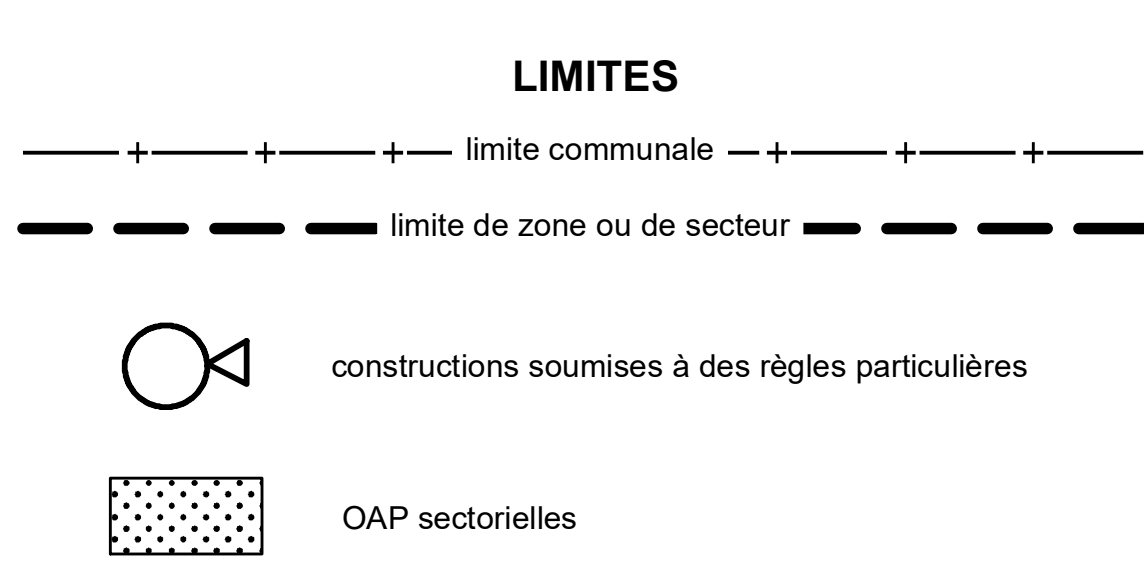 LIMITES
limite communale
limite de zone ou de secteur
constructions soumises à des règles particulières
OAP sectorielles